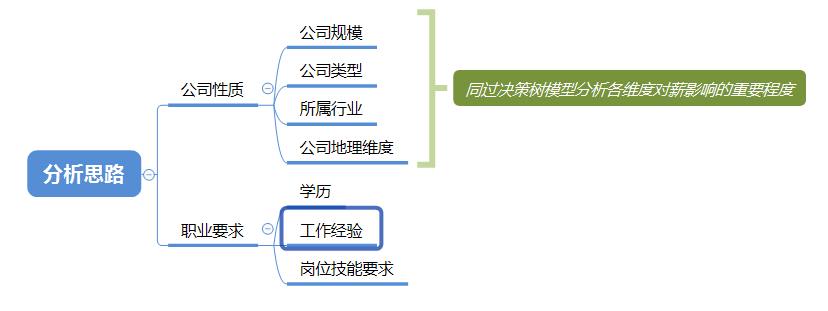 公司规模
公司类型
公司性质
所属行业
公司地理维度
同过决策树模型分析各维度对薪影响的重要程度
分析思路
学历
职业要求
工作经验
岗位技能要求